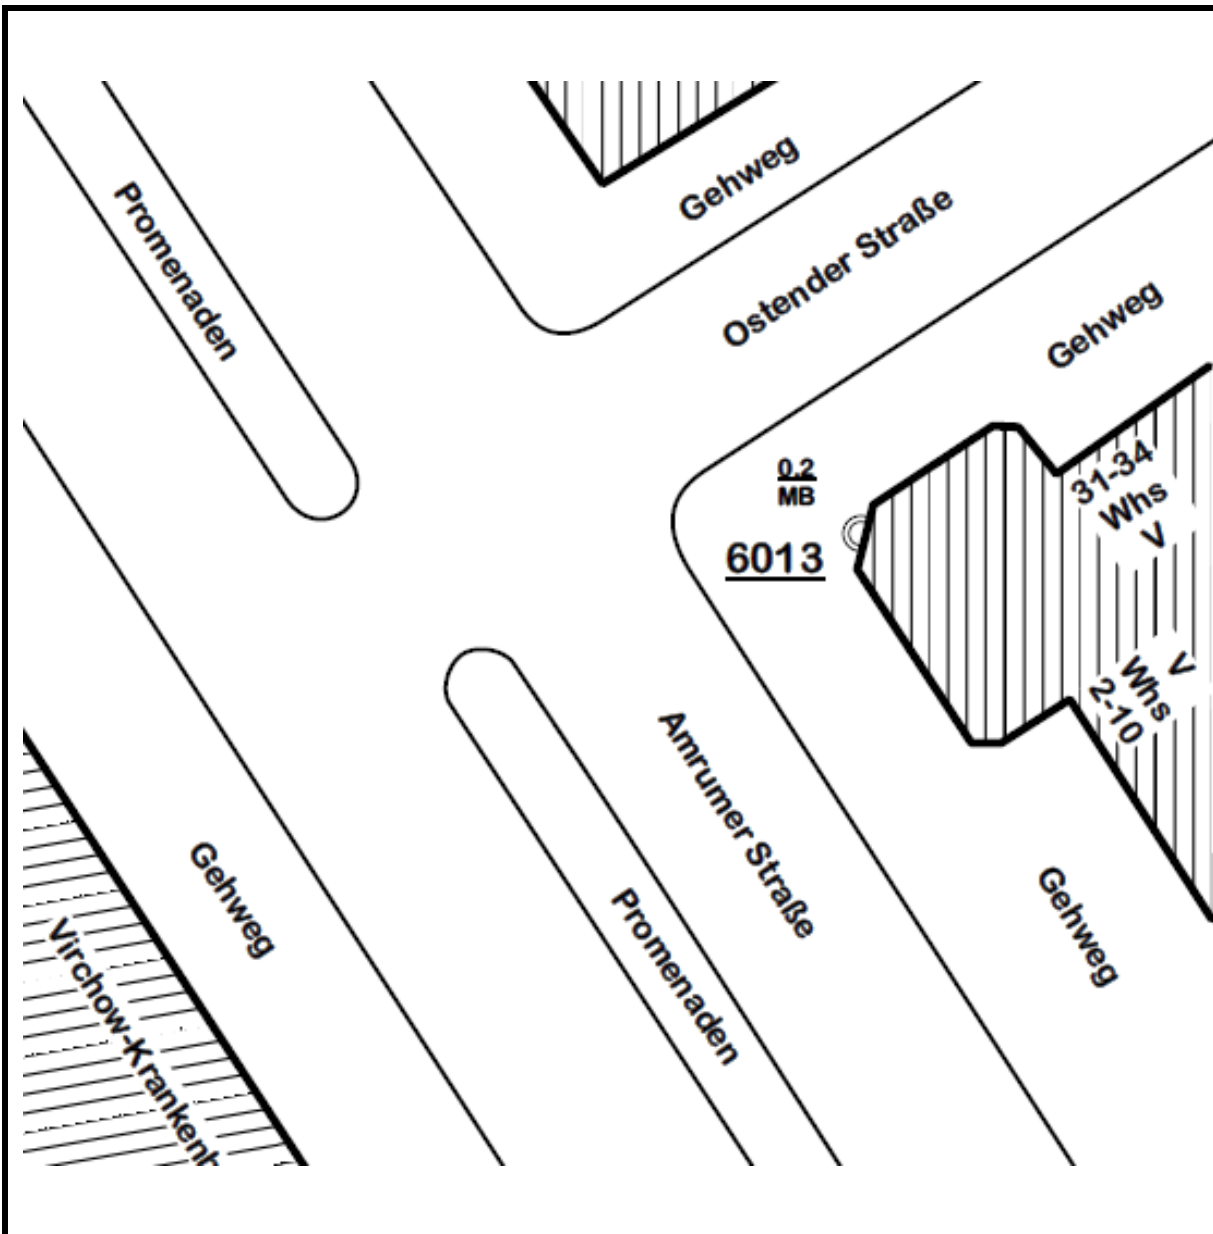 Gehweg
Promenaden
Ostender Straße
Gehweg
0.2
MB
6013
31-34
Whs
V
V
Whs
2-10
Amrumer Straße
Gehweg
Promenaden
Gehweg
Virchow-Krankenh